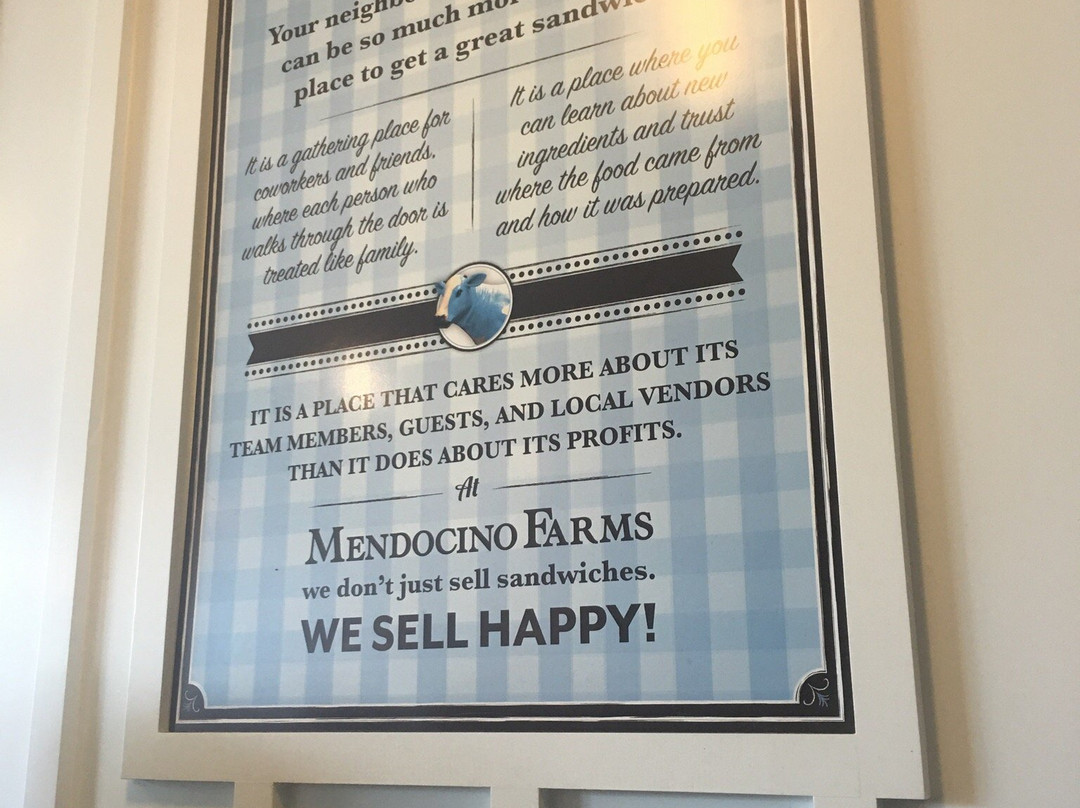 Your
can be so much
place to get a great
It is a gathering place for
coworkers and friends,
where each person who
walks through the door is
treated like family.
It is a place where you
can learn about new
ingredients and trust
where the food came from
and how it was prepared.
IT IS A PLACE THAT CARES MORE ABOUT ITS
TEAM MEMBERS, GUESTS, AND LOCAL VENDORS
THAN IT DOES ABOUT ITS PROFITS.
At
MENDOCINO FARMS
we don't just sell sandwiches.
WE SELL HAPPY!